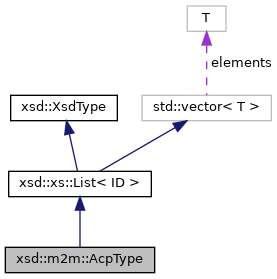 T
elements
xsd::XsdType
std::vector< T >
xsd::xs::List< ID >
xsd::m2m::AcpType